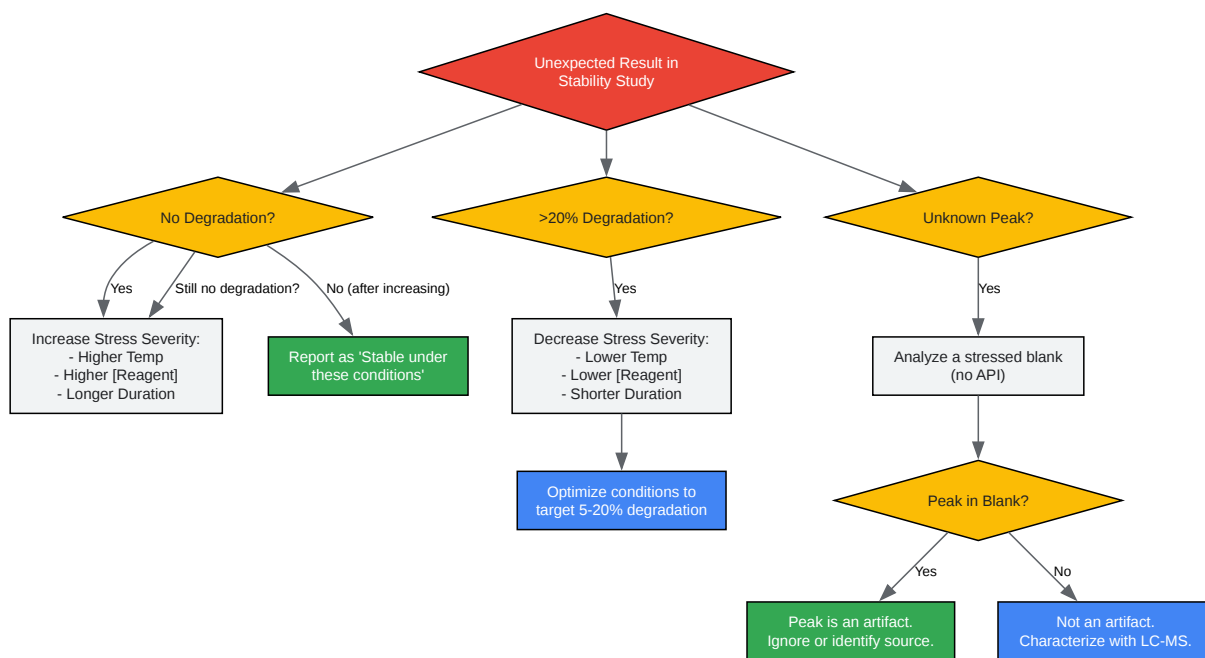 Unexpected Result in
Stability Study
No Degradation?
>20% Degradation?
Unknown Peak?
Yes
Still no degradation?
No (after increasing)
Yes
Yes
Increase Stress Severity:
- Higher Temp
- Higher [Reagent]
- Longer Duration
Report as 'Stable under
these conditions'
Decrease Stress Severity:
- Lower Temp
- Lower [Reagent]
- Shorter Duration
Analyze a stressed blank
(no API)
Optimize conditions to
target 5-20% degradation
Peak in Blank?
Yes
No
Peak is an artifact.
Ignore or identify source.
Not an artifact.
Characterize with LC-MS.